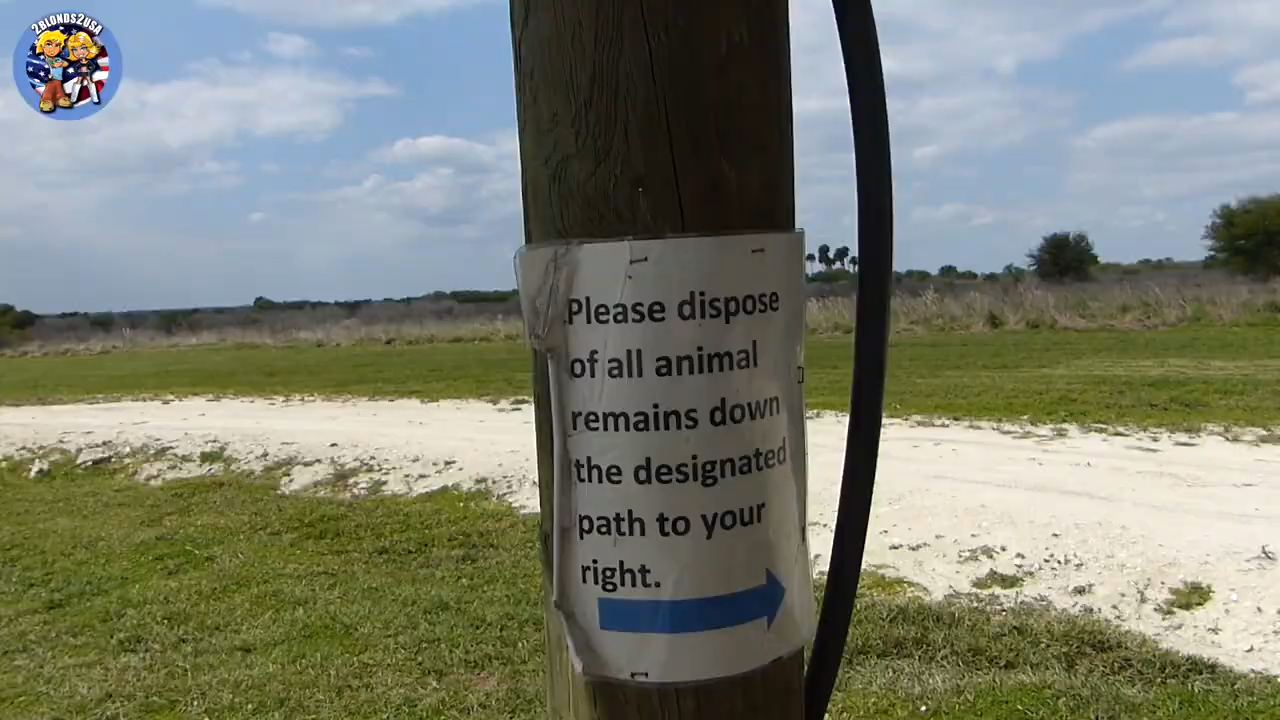 2BLONDS2USA
Please dispose
of all animal
remains down
the designated
path to your
right.